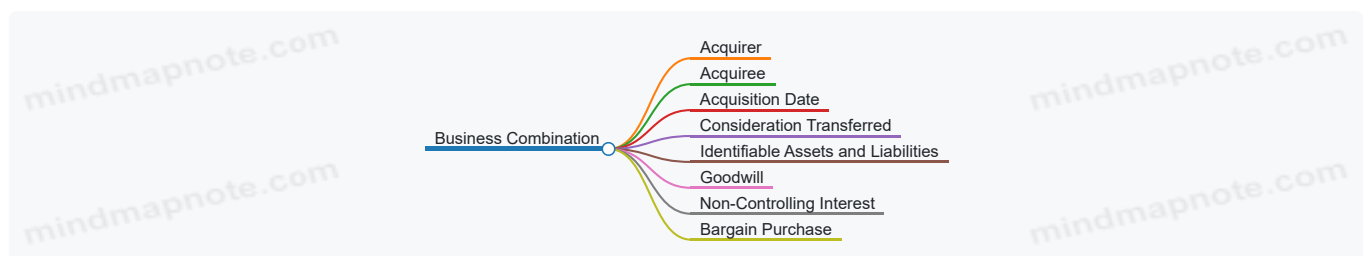 mindmapnote.com
mindmapnote.com
Acquirer
Acquiree
Acquisition Date
Consideration Transferred
Business Combination
Identifiable Assets and Liabilities
Goodwill
Non-Controlling Interest
Bargain Purchase
mindmapnote.com
mindmapnote.com